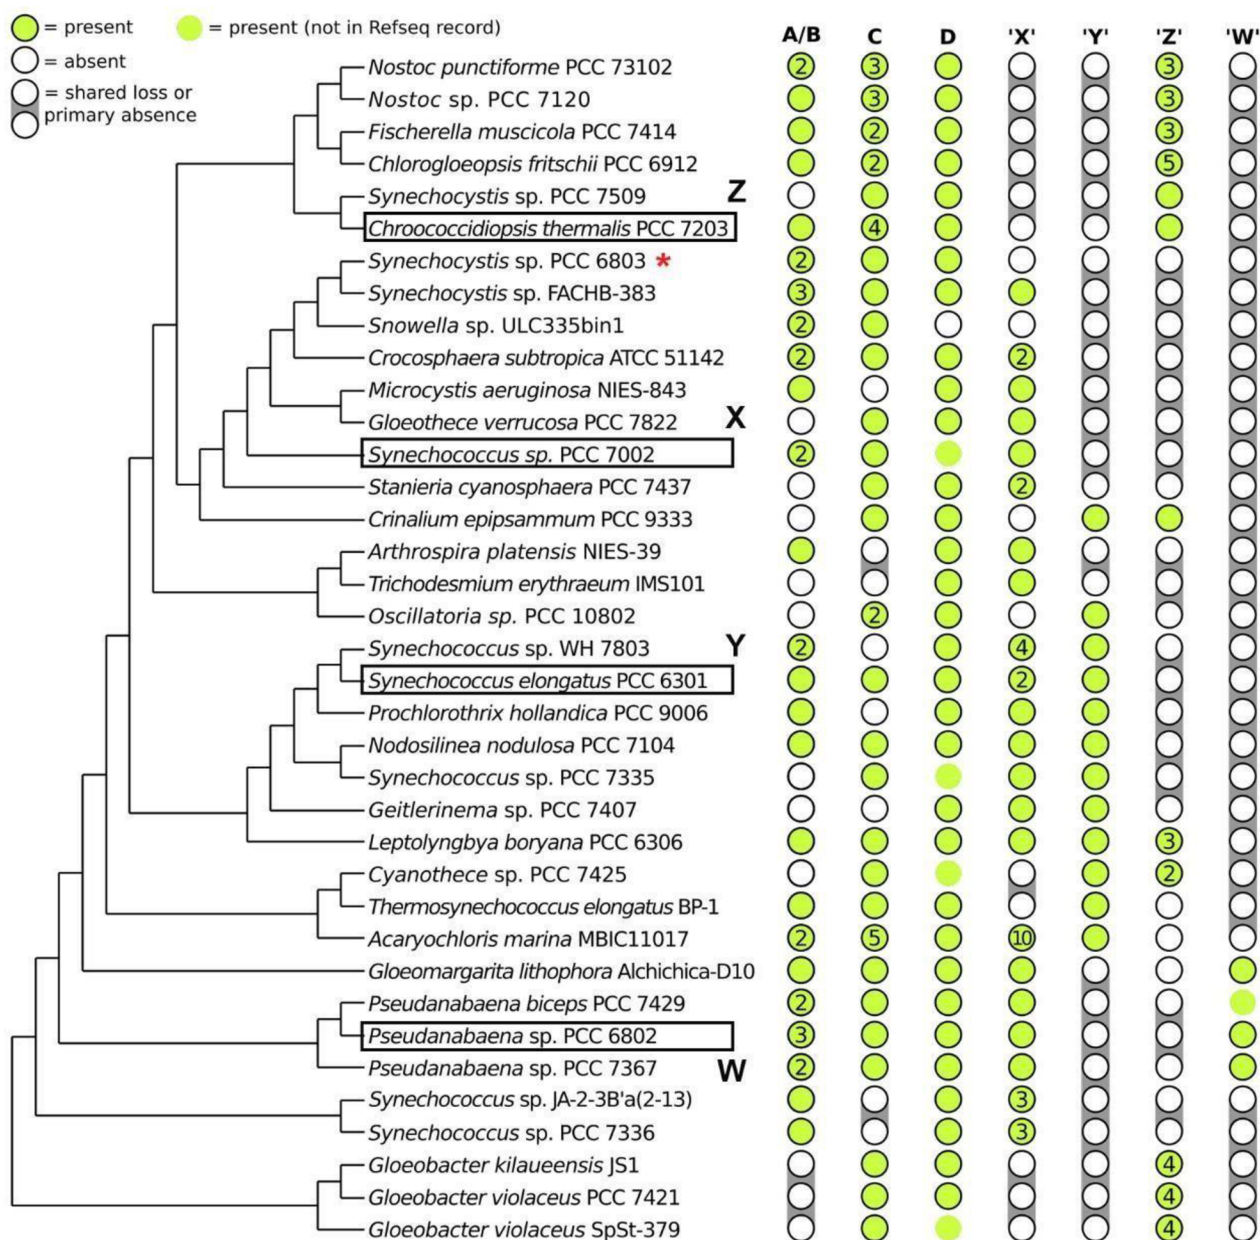 = present = present (not in Refseq record)
= absent
= shared loss or
primary absence
A/B C D 'X' 'Y' 'Z' 'W'
Nostoc punctiforme PCC 73102 2 3 3
Nostoc sp. PCC 7120 3 3
Fischerella muscicola PCC 7414 2 3
Chlorogloeopsis fritschii PCC 6912 2 5
Synechocystis sp. PCC 7509 Z
Chroococcidiopsis thermalis PCC 7203 4
Synechocystis sp. PCC 6803 * 2
Synechocystis sp. FACHB-383 3
Snowella sp. ULC335bin1 2
Crocosphaera subtropica ATCC 51142 2 2
Microcystis aeruginosa NIES-843
Gloeothece verrucosa PCC 7822 X
Synechococcus sp. PCC 7002 2
Stanieria cyanosphaera PCC 7437 2
Crinalium epipsammum PCC 9333
Arthrospira platensis NIES-39
Trichodesmium erythraeum IMS101
Oscillatoria sp. PCC 10802 2
Synechococcus sp. WH 7803 Y 2 4
Synechococcus elongatus PCC 6301 2
Prochlorothrix hollandica PCC 9006
Nodosilinea nodulosa PCC 7104
Synechococcus sp. PCC 7335
Geitlerinema sp. PCC 7407
Leptolyngbya boryana PCC 6306 3
Cyanothece sp. PCC 7425 2
Thermosynechococcus elongatus BP-1
Acaryochloris marina MBIC11017 2 5 10
Gloeomargarita lithophora Alchichica-D10
Pseudanabaena biceps PCC 7429 2
Pseudanabaena sp. PCC 6802 3
Pseudanabaena sp. PCC 7367 W 2
Synechococcus sp. JA-2-3B'a(2-13) 3
Synechococcus sp. PCC 7336 3
Gloeobacter kilaueensis JS1 4
Gloeobacter violaceus PCC 7421 4
Gloeobacter violaceus SpSt-379 4